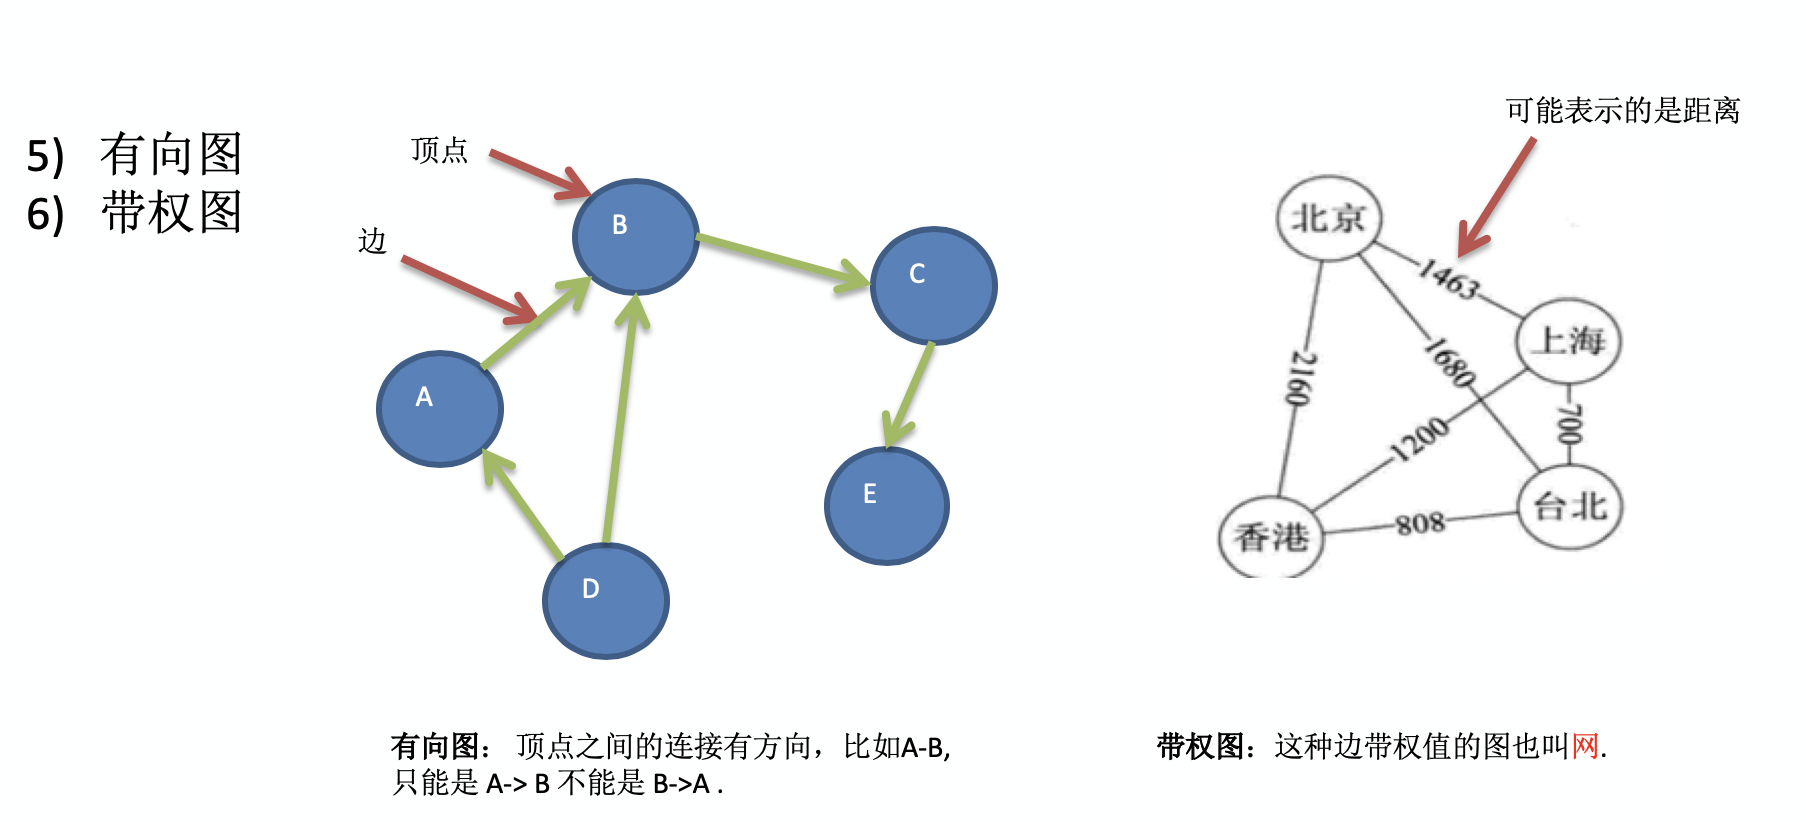 5) 有向图
6) 带权图
顶点
边
B
C
A
E
D
可能表示的是距离
北京
1463
上海
1680
2160
700
1200
台北
香港
808
有向图： 顶点之间的连接有方向，比如A-B,
只能是 A-> B 不能是 B->A .
带权图：这种边带权值的图也叫网.